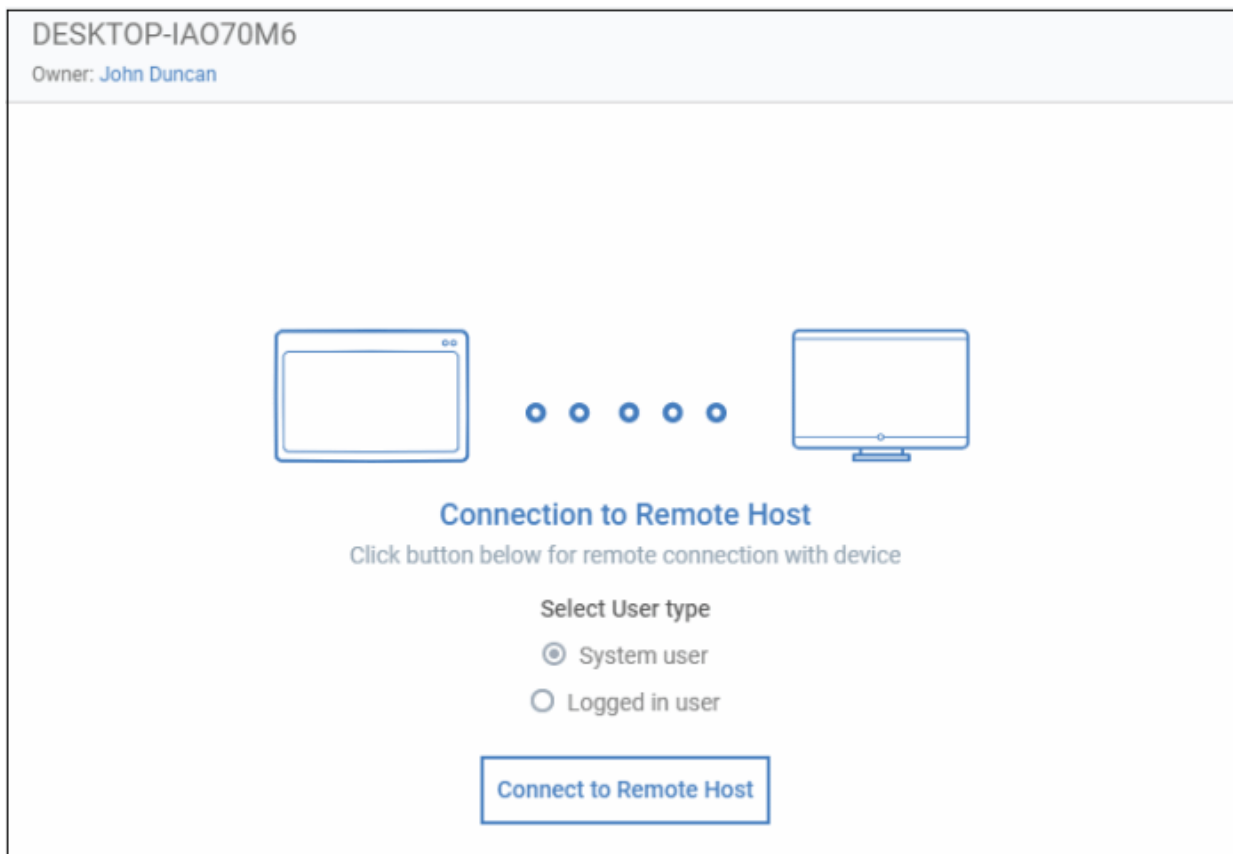 DESKTOP-IAO70M6
Owner: John Duncan
Connection to Remote Host
Click button below for remote connection with device
Select User type
System user
Logged in user
Connect to Remote Host